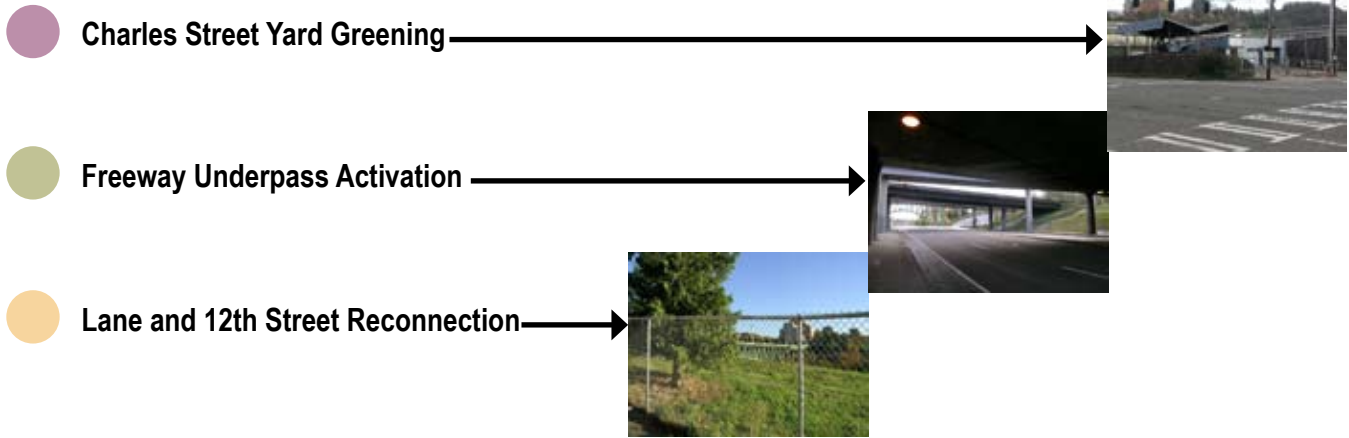 Charles Street Yard Greening
Freeway Underpass Activation
Lane and 12th Street Reconnection